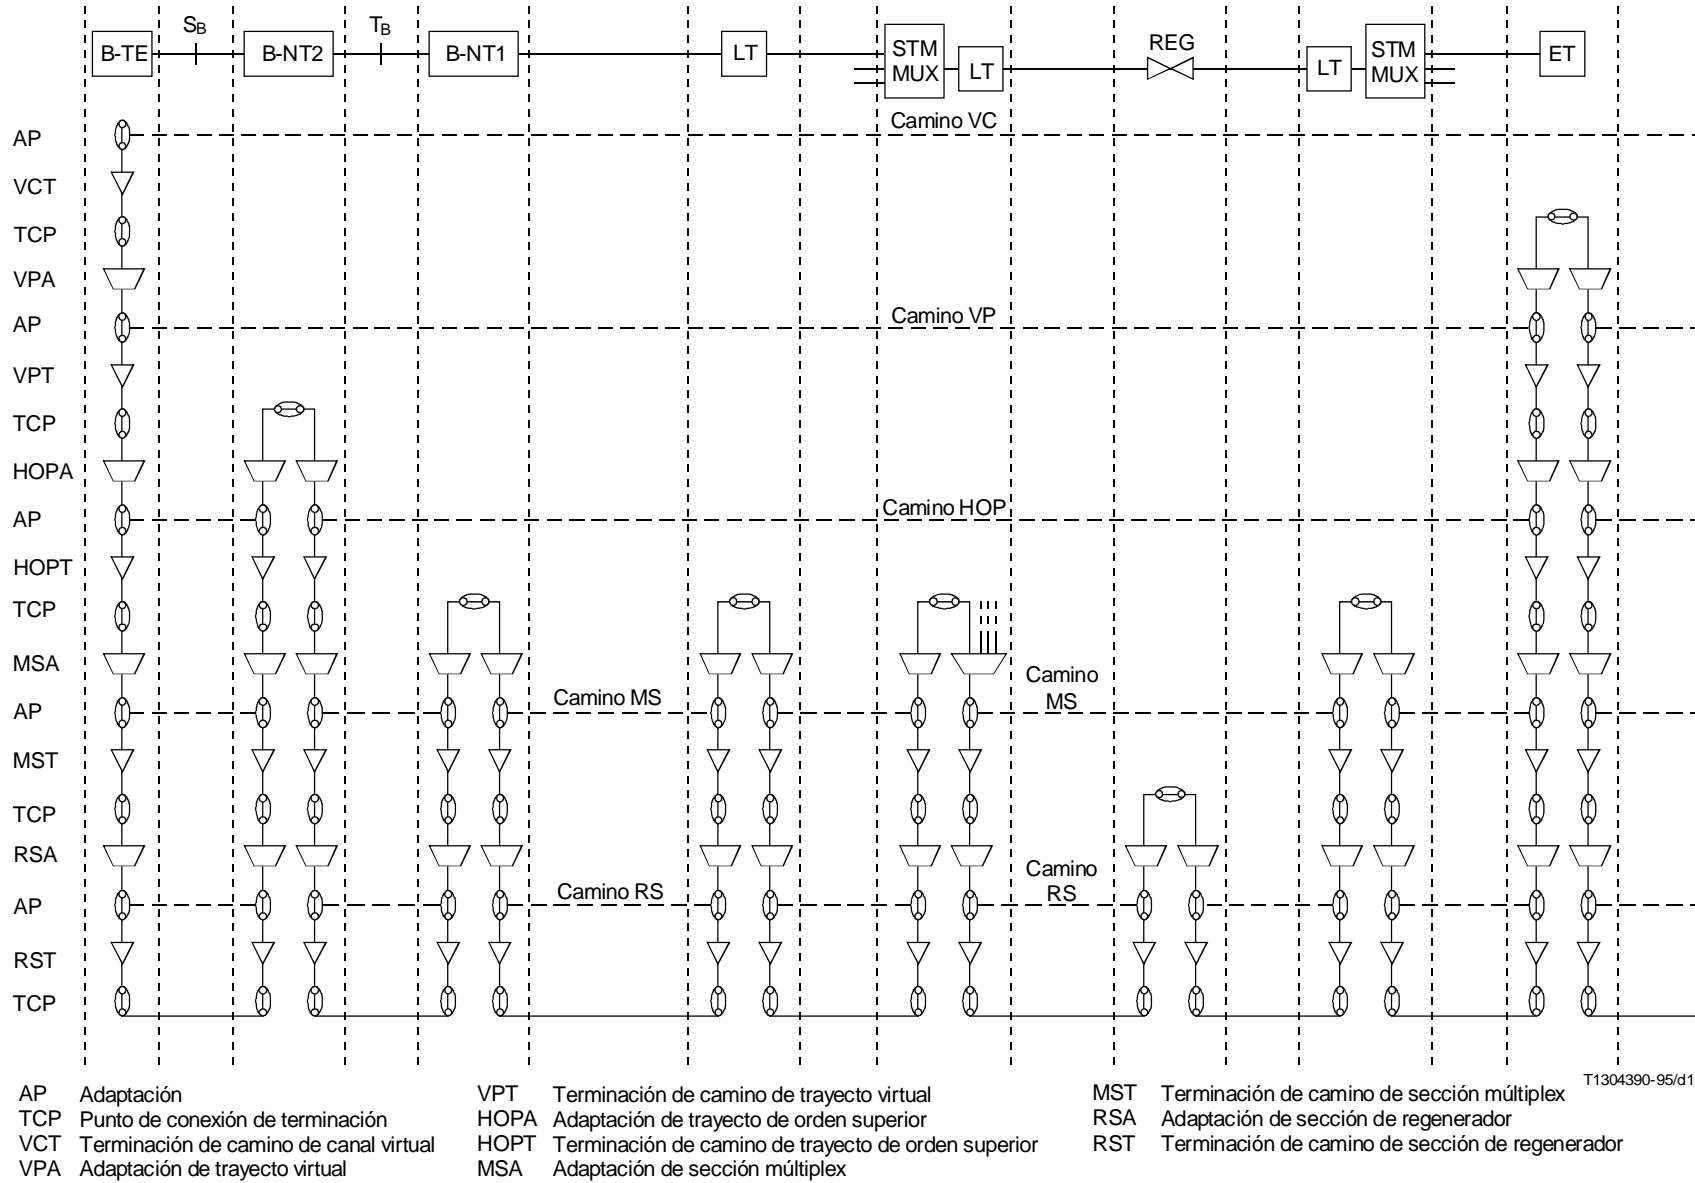 SB
TB
B-TE
B-NT2
B-NT1
LT
STM
MUX
LT
REG
LT
STM
MUX
ET
AP
Camino VC
VCT
TCP
VPA
AP
Camino VP
VPT
TCP
HOPA
AP
Camino HOP
HOPT
TCP
MSA
AP
Camino MS
Camino
MS
MST
TCP
RSA
AP
Camino RS
Camino
RS
RST
TCP
T1304390-95/d1
AP Adaptación
TCP Punto de conexión de terminación
VCT Terminación de camino de canal virtual
VPA Adaptación de trayecto virtual
VPT Terminación de camino de trayecto virtual
HOPA Adaptación de trayecto de orden superior
HOPT Terminación de camino de trayecto de orden superior
MSA Adaptación de sección múltiplex
MST Terminación de camino de sección múltiplex
RSA Adaptación de sección de regenerador
RST Terminación de camino de sección de regenerador